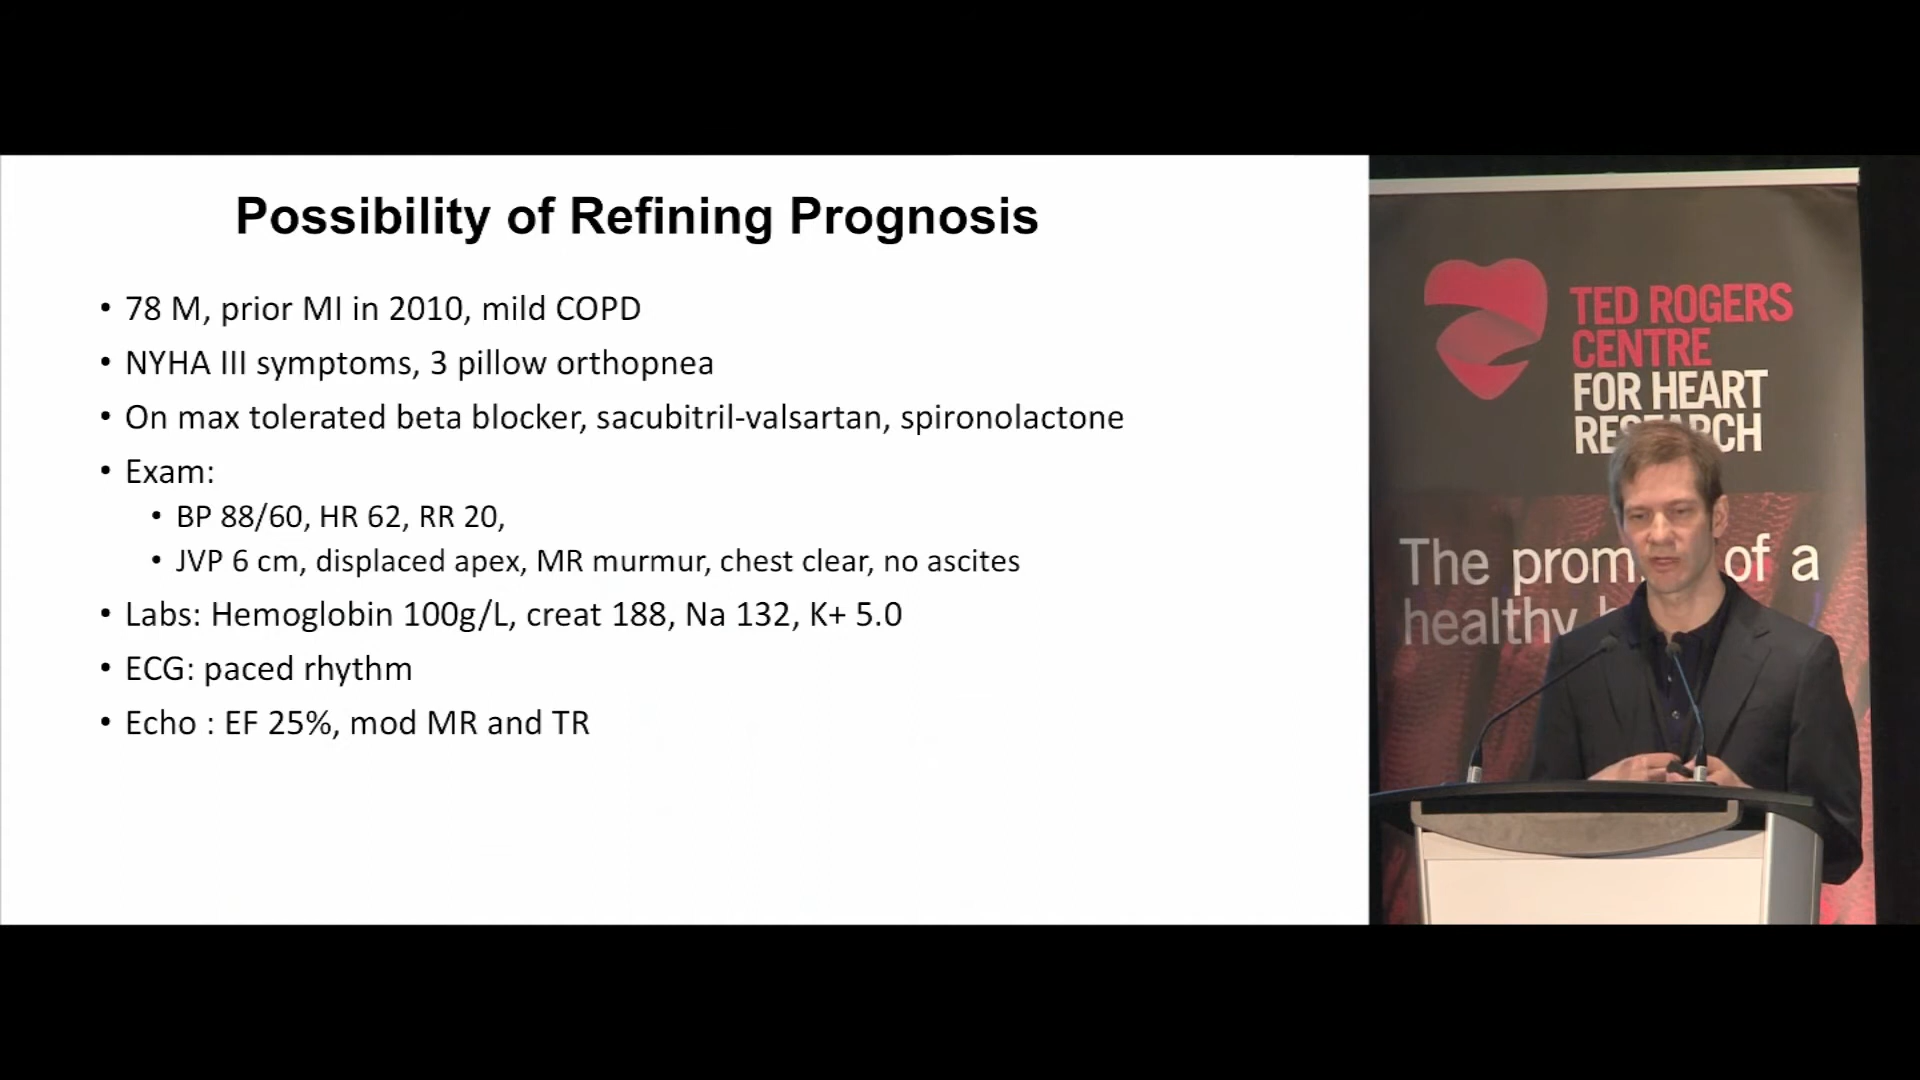 Possibility of Refining Prognosis
• 78 M, prior MI in 2010, mild COPD
• NYHA III symptoms, 3 pillow orthopnea
• On max tolerated beta blocker, sacubitril-valsartan, spironolactone
• Exam:
• BP 88/60, HR 62, RR 20,
• JVP 6 cm, displaced apex, MR murmur, chest clear, no ascites
• Labs: Hemoglobin 100g/L, creat 188, Na 132, K+ 5.0
• ECG: paced rhythm
• Echo : EF 25%, mod MR and TR
TED ROGERS
CENTRE
FOR HEART
RESEARCH
The of a
healthy